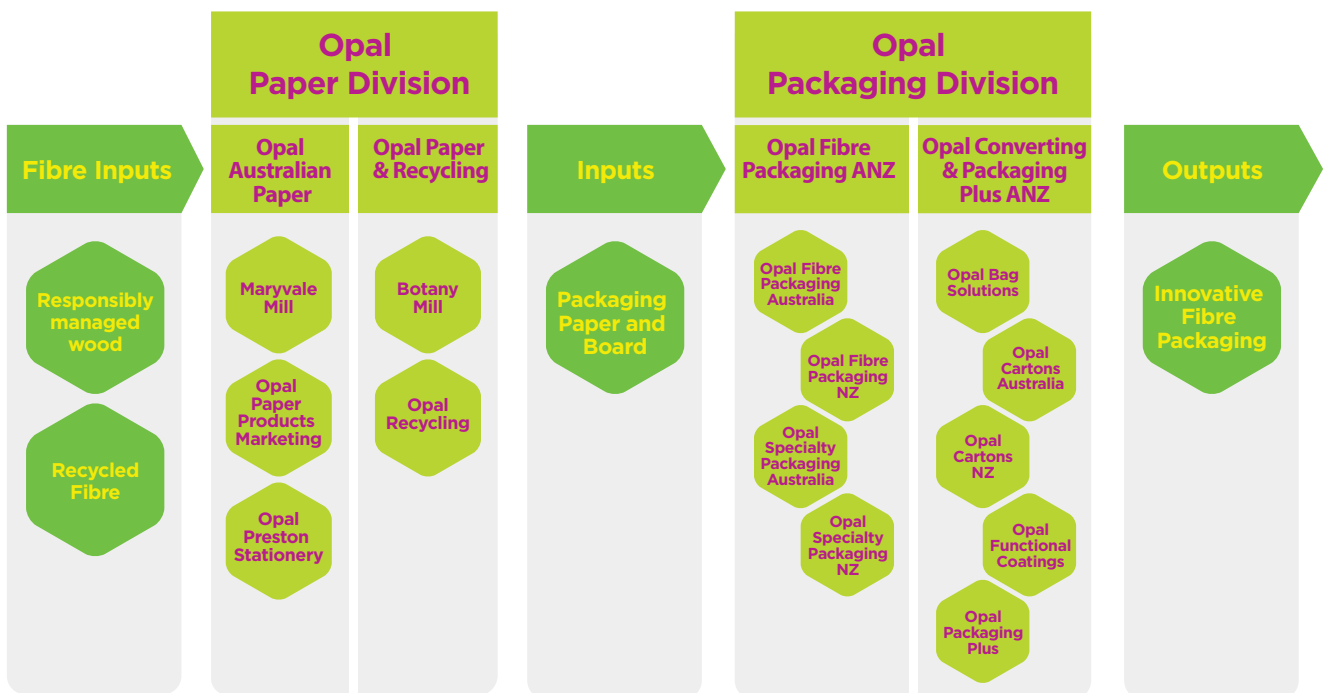 Opal
Paper Division
Opal
Packaging Division
Fibre Inputs
Opal
Australian
Paper
Opal Paper
& Recycling
Inputs
Opal Fibre
Packaging ANZ
Opal Converting
& Packaging
Plus ANZ
Outputs
Responsibly
managed
wood
Recycled
Fibre
Maryvale
Mill
Opal
Paper
Products
Marketing
Opal
Preston
Stationery
Botany
Mill
Opal
Recycling
Packaging
Paper and
Board
Opal Fibre
Packaging
Australia
Opal Fibre
Packaging
NZ
Opal
Specialty
Packaging
Australia
Opal
Specialty
Packaging
NZ
Opal Bag
Solutions
Opal
Cartons
Australia
Opal
Cartons
NZ
Opal
Functional
Coatings
Opal
Packaging
Plus
Innovative
Fibre
Packaging